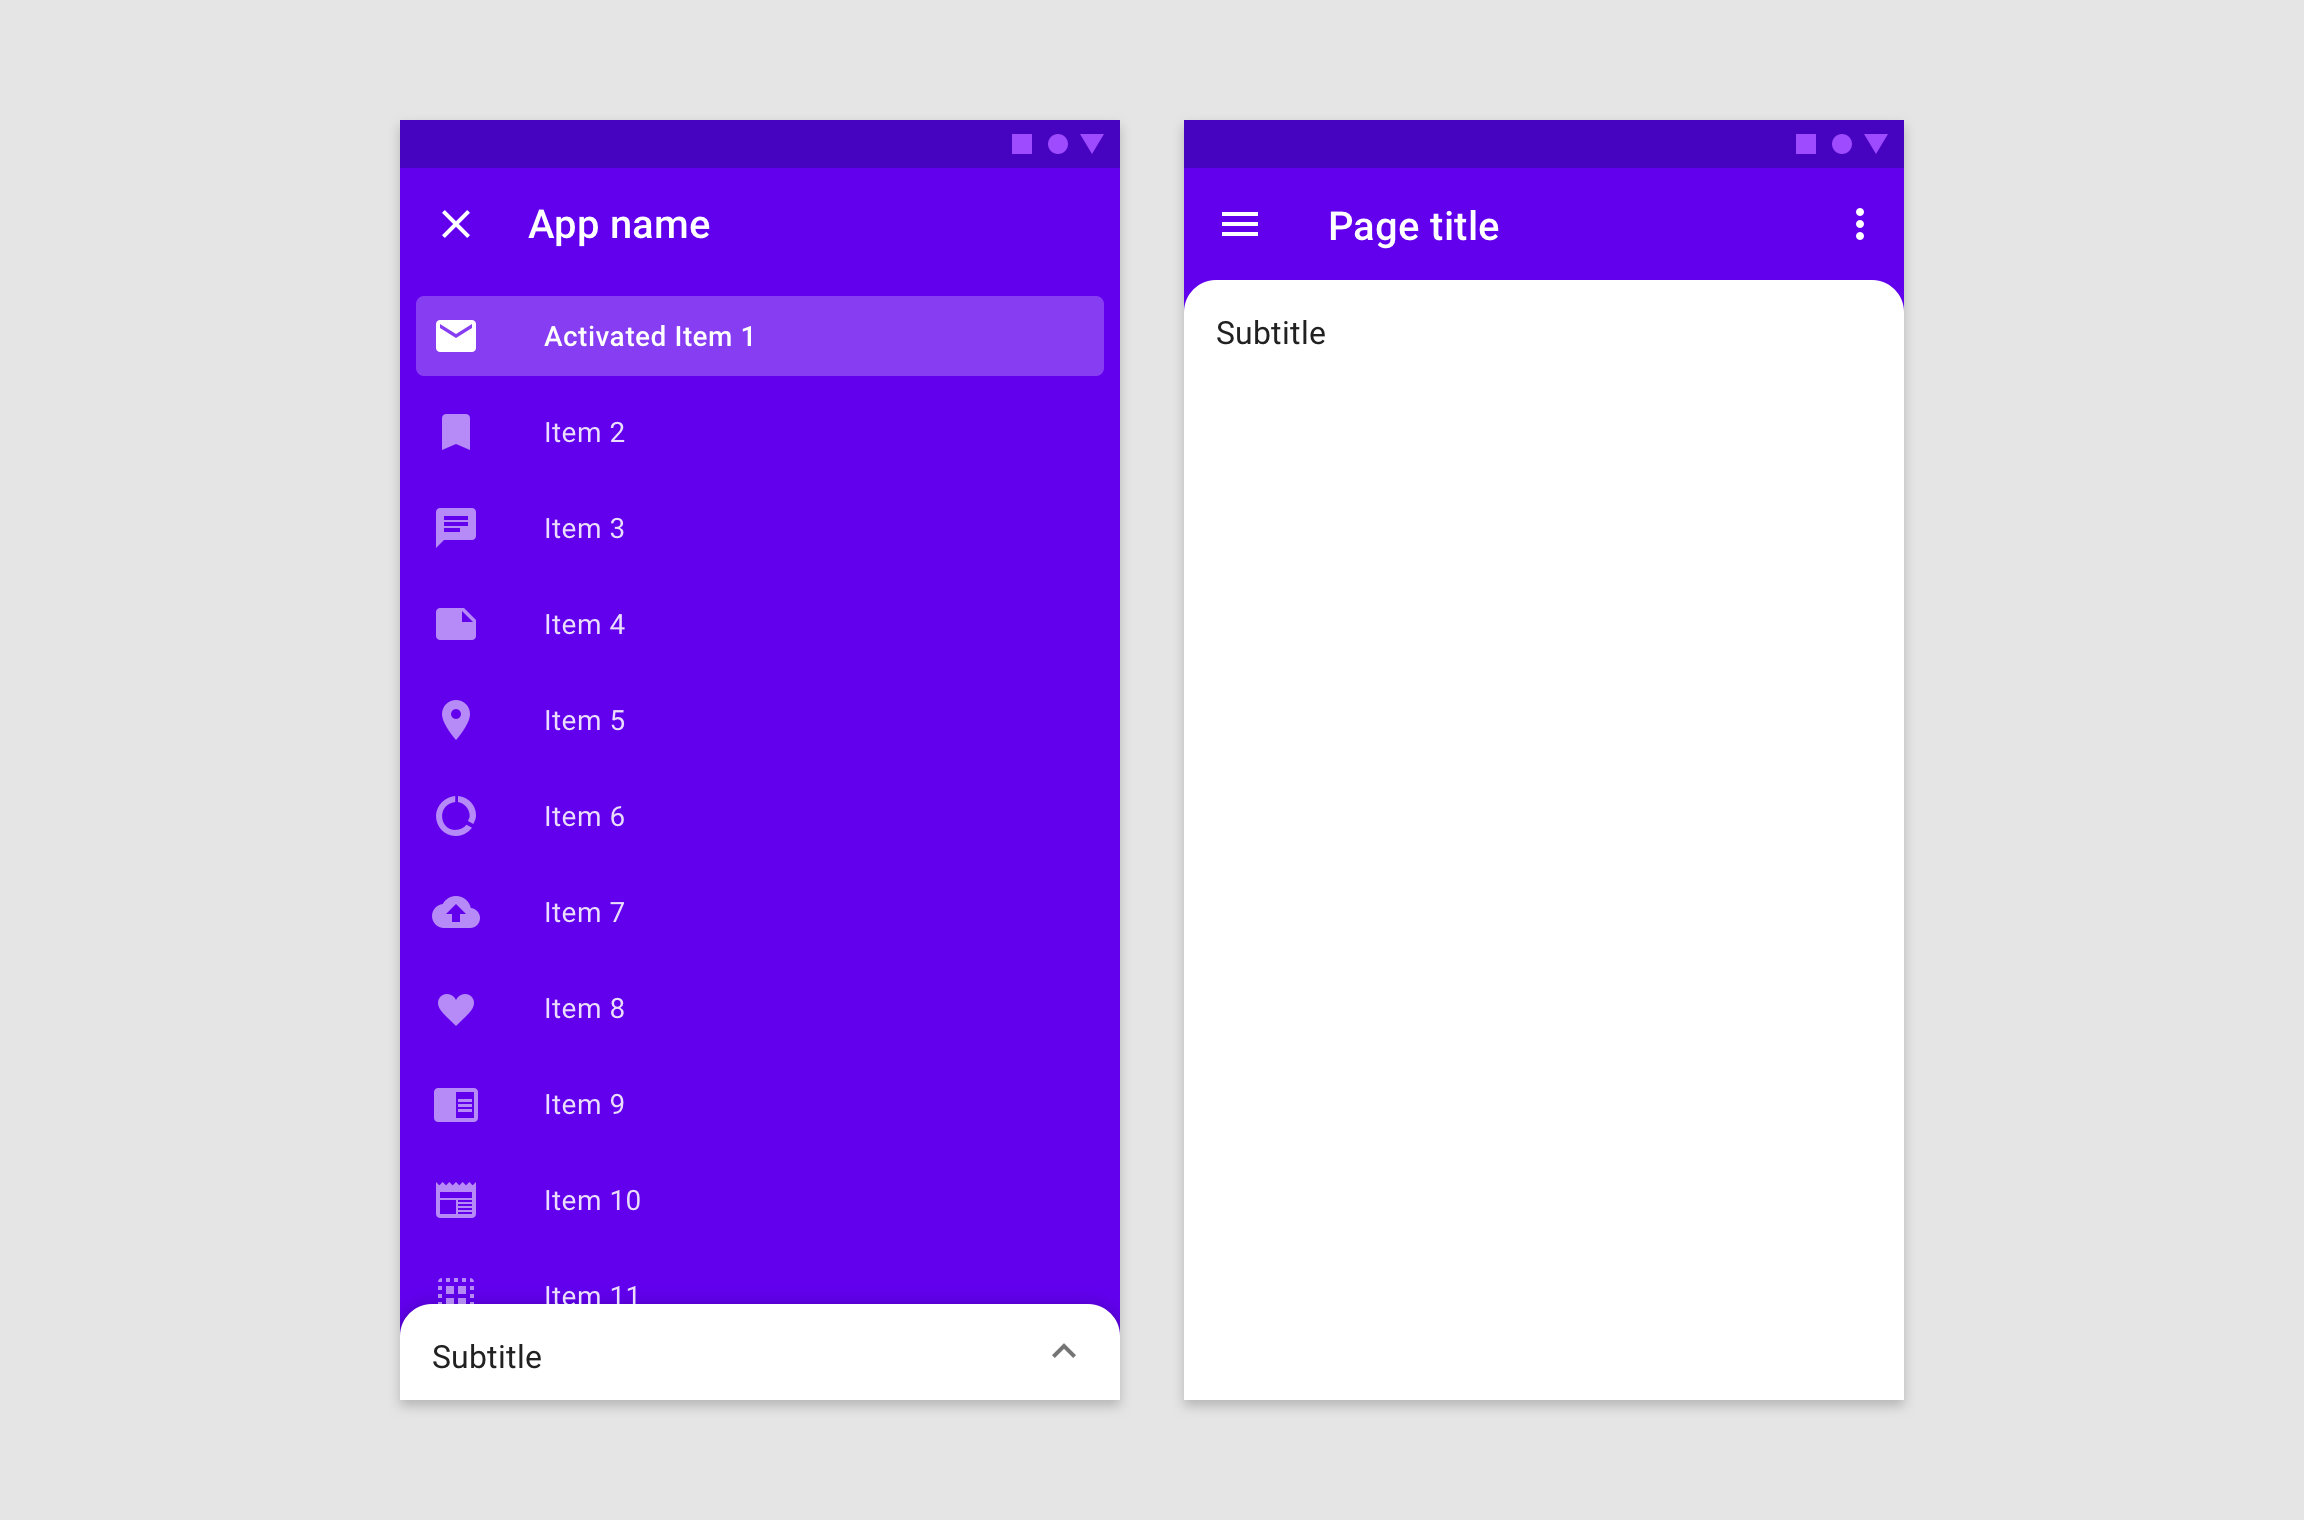 App name
Activated Item 1
Item 2
Item 3
Item 4
Item 5
Item 6
Item 7
Item 8
Item 9
Item 10
Item 11
Subtitle
Page title
Subtitle